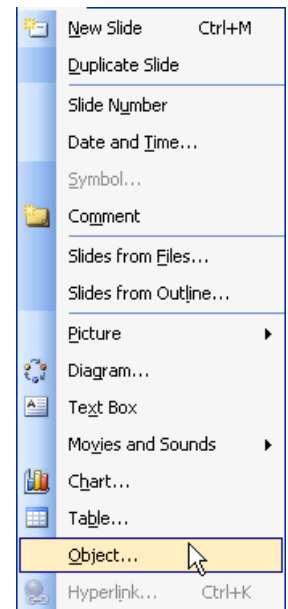 New Slide Ctrl+M
Duplicate Slide
Slide Number
Date and Time...
Symbol...
Comment
Slides from Files...
Slides from Outline...
Picture
Diagram...
Text Box
Movies and Sounds
Chart...
Table...
Object...
Hyperlink... Ctrl+K